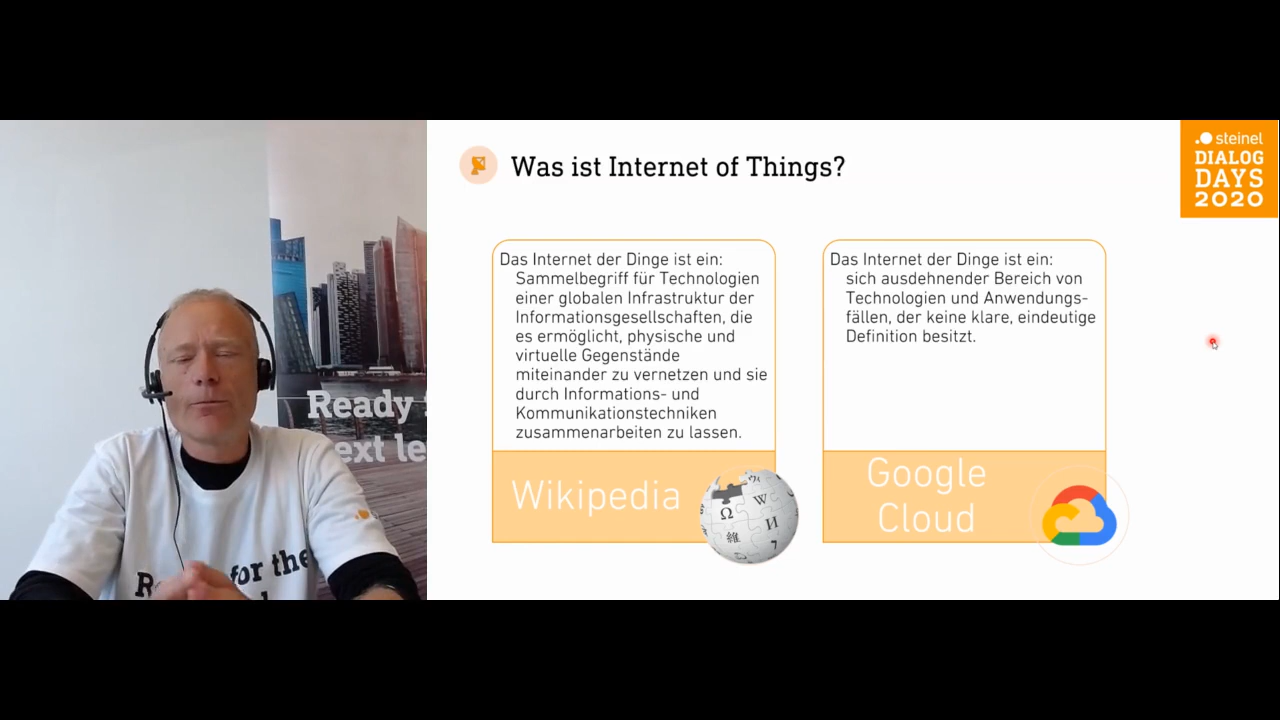 Was ist Internet of Things?
steinel
DIALOG
DAYS
2020
Das Internet der Dinge ist ein:
Sammelbegriff für Technologien
einer globalen Infrastruktur der
Informationsgesellschaften, die
es ermöglicht, physische und
virtuelle Gegenstände
miteinander zu vernetzen und sie
durch Informations- und
Kommunikationstechniken
zusammenarbeiten zu lassen.
Wikipedia
Ω
W
И
維
Das Internet der Dinge ist ein:
sich ausdehnender Bereich von
Technologien und Anwendungs-
fällen, der keine klare, eindeutige
Definition besitzt.
Google
Cloud
Ready
ext le
for the